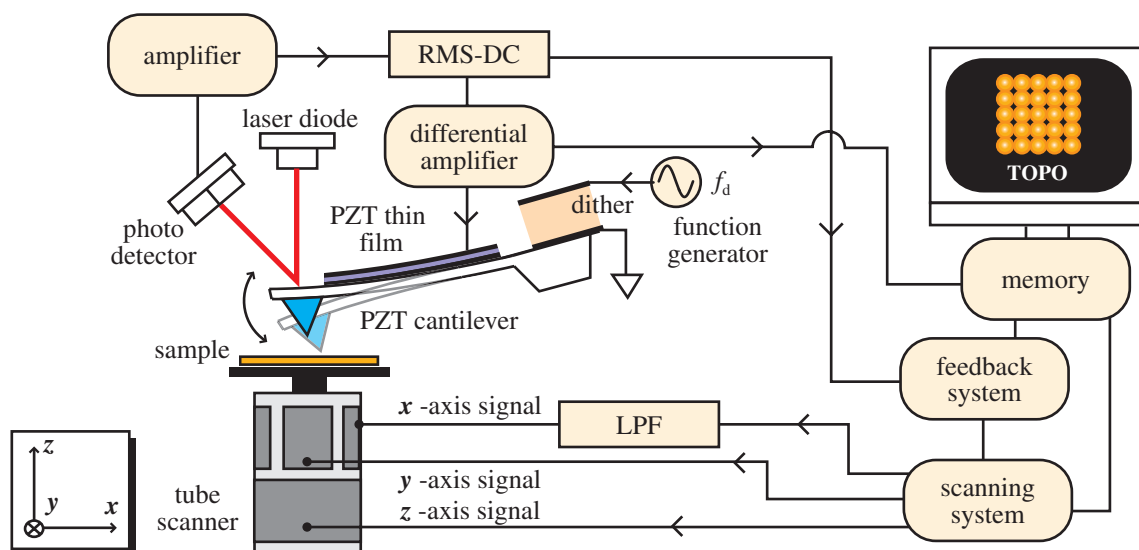 amplifier
RMS-DC
laser diode
differential
amplifier
TOPO
photo
detector
PZT thin
film
dither
f_d
function
generator
memory
PZT cantilever
sample
feedback
system
x -axis signal
LPF
z
y
x
tube
scanner
y -axis signal
z -axis signal
scanning
system